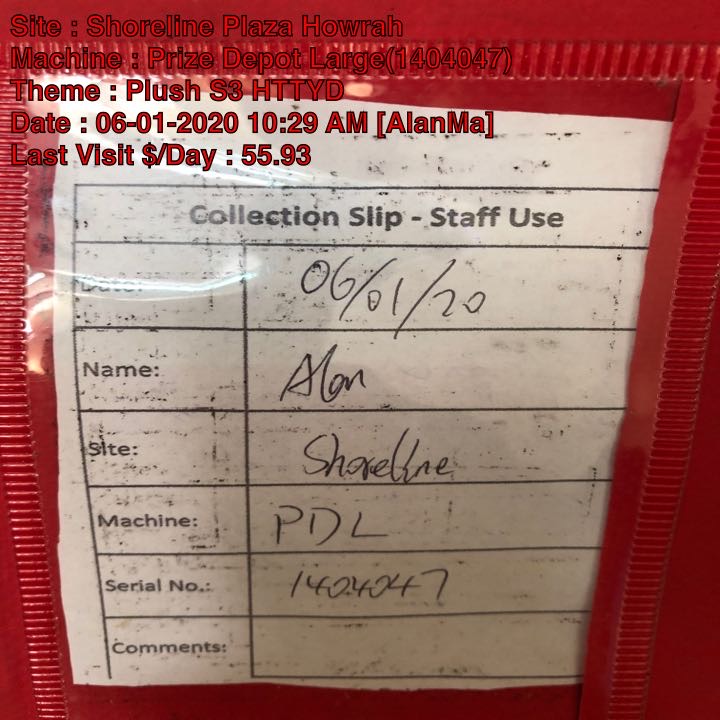 Site : Shoreline Plaza Howrah
Machine : Prize Depot Large(1404047)
Theme : Plush S3 HTTYD
Date : 06-01-2020 10:29 AM [AlanMa]
Last Visit $/Day : 55.93
Collection Slip - Staff Use
Date: 06/01/20
Name: Alan
Site: Shoreline
Machine: PDL
Serial No.: 1404047
Comments: